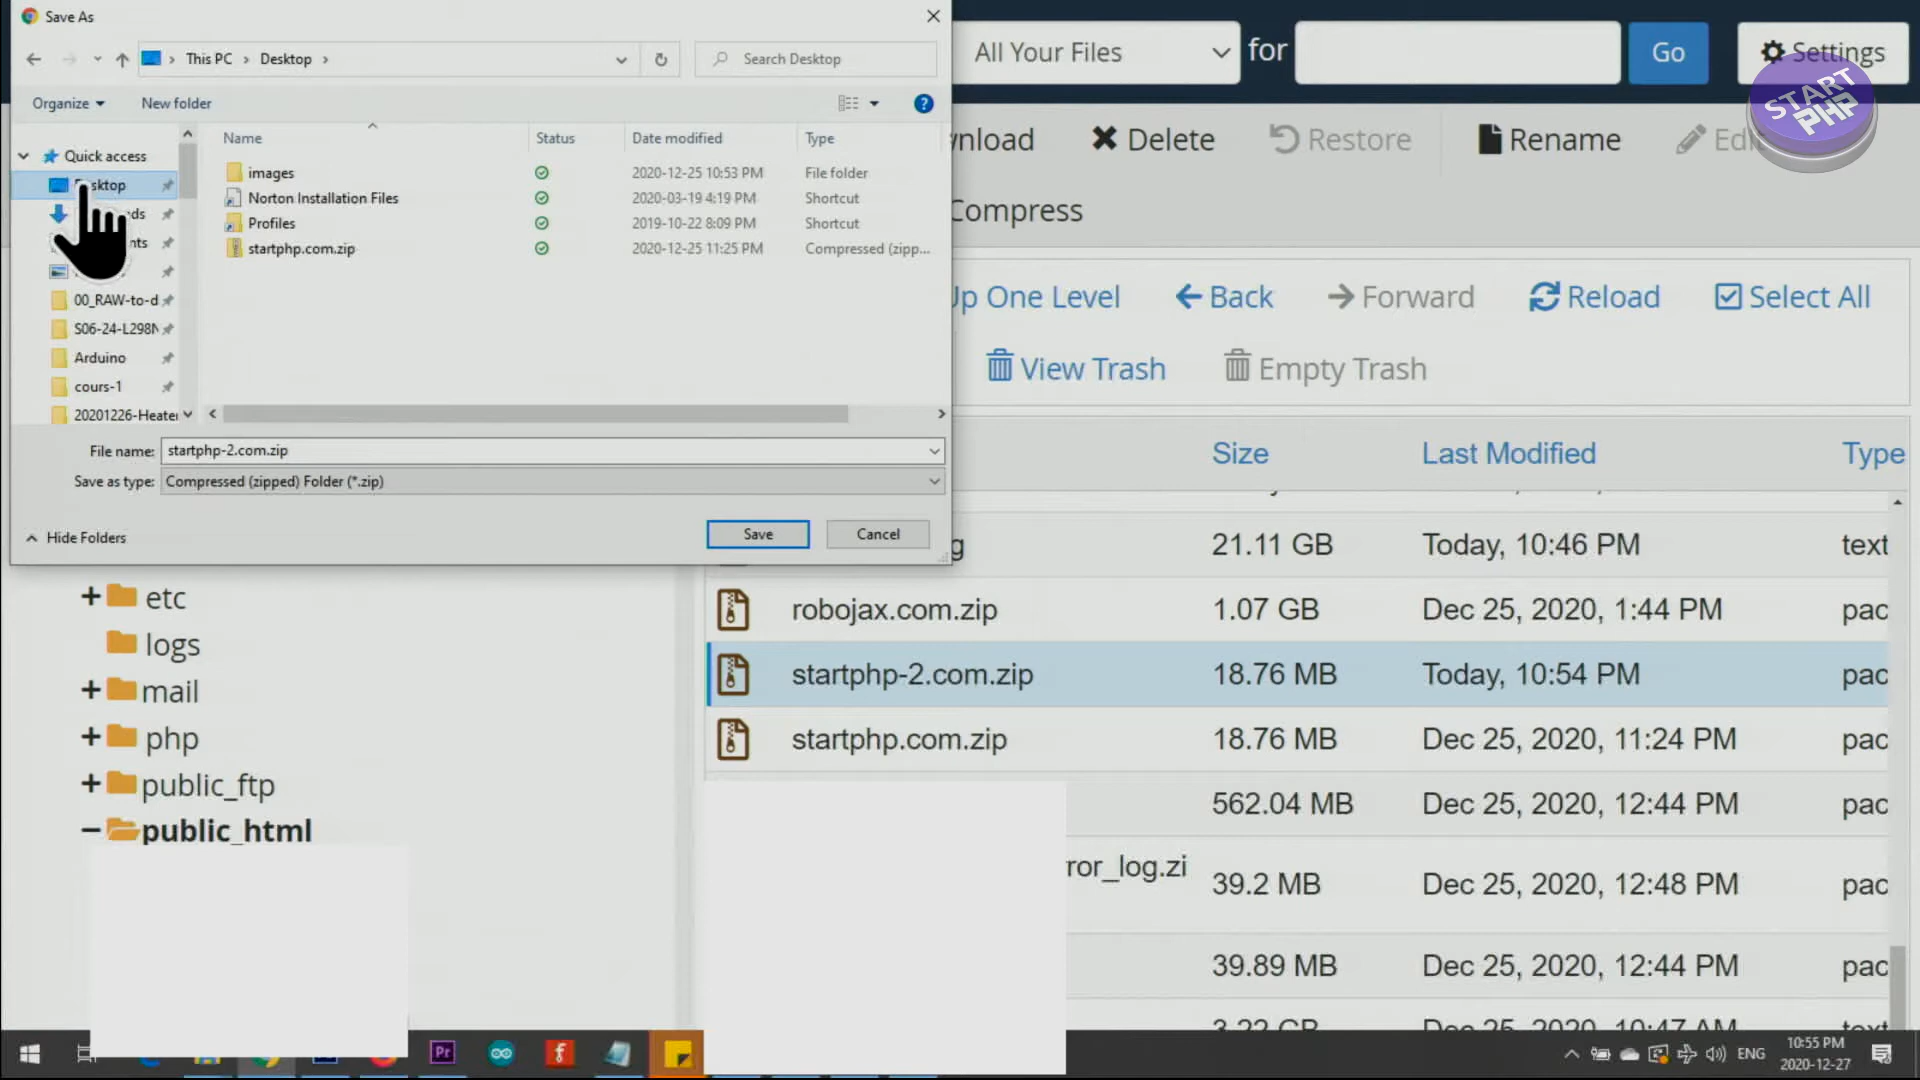 Save As
This PC
Desktop
Search Desktop
Organize
New folder
Name
Status
Date modified
Type
Quick access
images
2020-12-25 10:53 PM
File folder
Norton Installation Files
2020-03-19 4:19 PM
Shortcut
Profiles
2019-10-22 8:09 PM
Shortcut
startphp.com.zip
2020-12-25 11:25 PM
Compressed (zipp...
00_RAW-to-d
S06-24-L298N
Arduino
cours-1
20201226-Heater
File name:
startphp-2.com.zip
Save as type:
Compressed (zipped) Folder (*.zip)
Hide Folders
Save
Cancel
All Your Files
for
Go
Settings
START
PHP
Delete
Restore
Rename
Compress
Up One Level
Back
Forward
Reload
Select All
View Trash
Empty Trash
Size
Last Modified
Type
21.11 GB
Today, 10:46 PM
text
robojax.com.zip
1.07 GB
Dec 25, 2020, 1:44 PM
pac
startphp-2.com.zip
18.76 MB
Today, 10:54 PM
pac
startphp.com.zip
18.76 MB
Dec 25, 2020, 11:24 PM
pac
562.04 MB
Dec 25, 2020, 12:44 PM
pac
ror_log.zi
39.2 MB
Dec 25, 2020, 12:48 PM
pac
39.89 MB
Dec 25, 2020, 12:44 PM
pac
etc
logs
mail
php
public_ftp
public_html
Pr
ENG
10:55 PM
2020-12-27